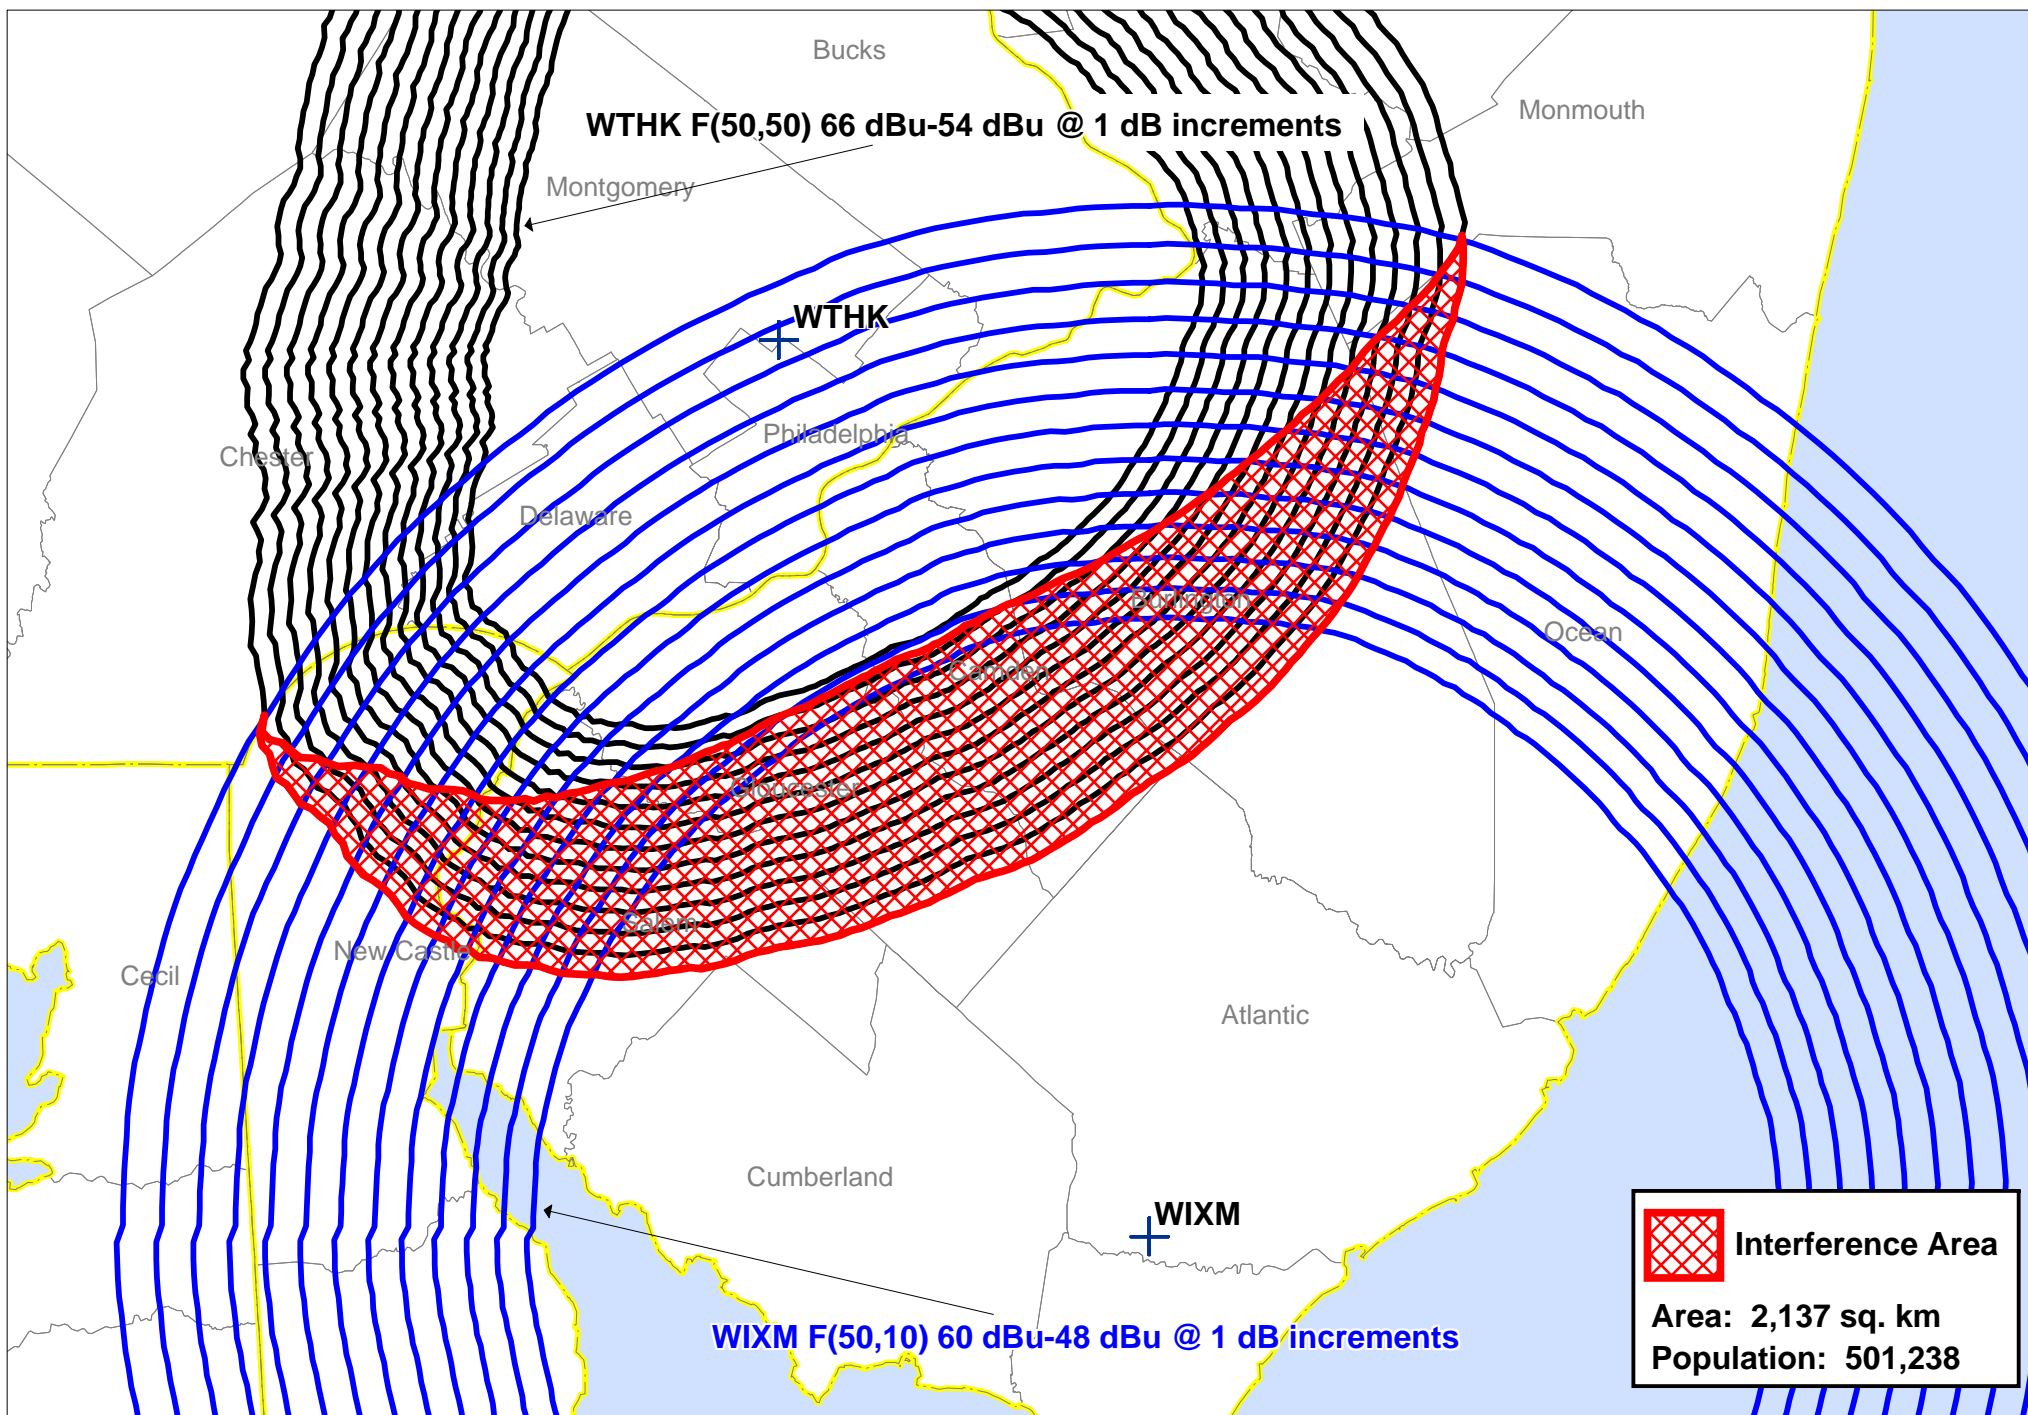 Bucks
Monmouth
WTHK F(50,50) 66 dBu-54 dBu @ 1 dB increments
Montgomery
WTHK
Philadelphia
Chester
Delaware
Burlington
Ocean
Camden
Gloucester
Salem
New Castle
Cecil
Atlantic
Cumberland
WIXM
Interference Area
Area: 2,137 sq. km
WIXM F(50,10) 60 dBu-48 dBu @ 1 dB increments
Population: 501,238